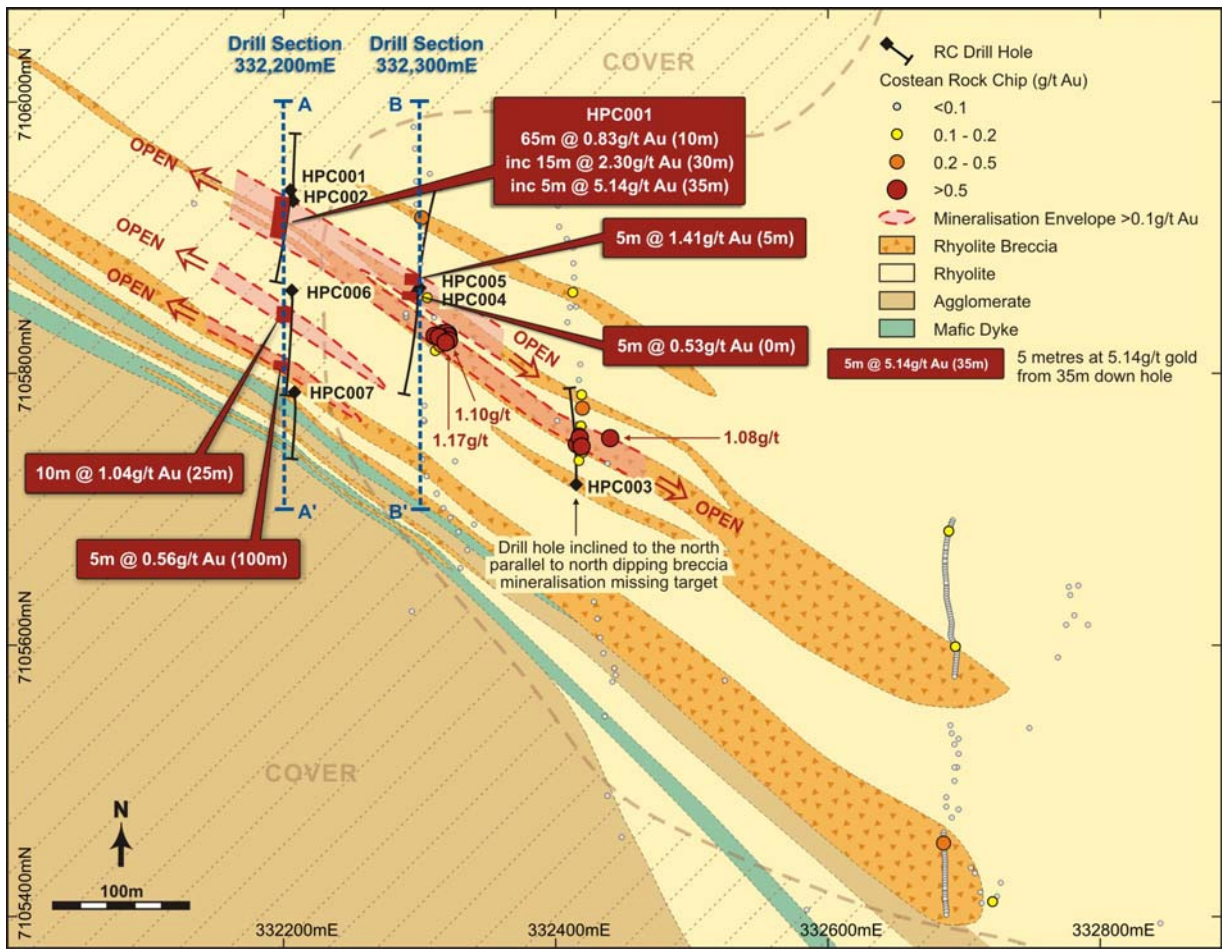 Drill Section
332,200mE
Drill Section
332,300mE
COVER
RC Drill Hole
Costean Rock Chip (g/t Au)
<0.1
0.1 - 0.2
0.2 - 0.5
>0.5
Mineralisation Envelope >0.1g/t Au
Rhyolite Breccia
Rhyolite
Agglomerate
Mafic Dyke
5m @ 5.14g/t Au (35m)
5 metres at 5.14g/t gold
from 35m down hole
7106000mN
A
B
HPC001
65m @ 0.83g/t Au (10m)
inc 15m @ 2.30g/t Au (30m)
inc 5m @ 5.14g/t Au (35m)
OPEN
HPC001
HPC002
5m @ 1.41g/t Au (5m)
OPEN
HPC005
HPC004
HPC006
OPEN
5m @ 0.53g/t Au (0m)
OPEN
7105800mN
HPC007
1.10g/t
1.17g/t
1.08g/t
10m @ 1.04g/t Au (25m)
HPC003
OPEN
A'
B'
5m @ 0.56g/t Au (100m)
Drill hole inclined to the north
parallel to north dipping breccia
mineralisation missing target
7105600mN
COVER
N
100m
7105400mN
332200mE
332400mE
332600mE
332800mE